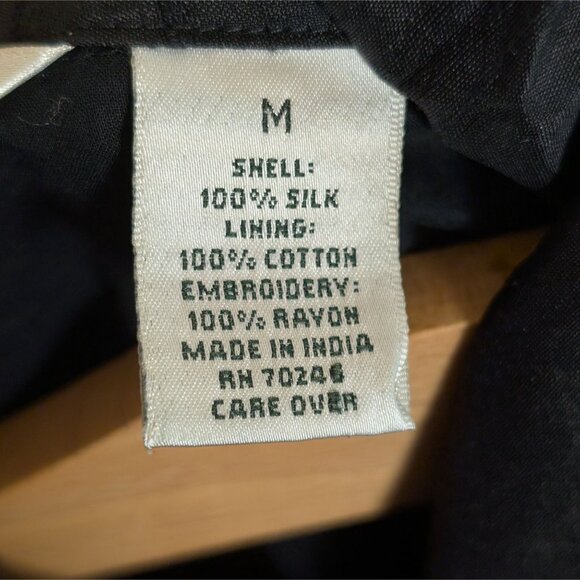 M
SHELL:
100% SILK
LINING:
100% COTTON
EMBROIDERY:
100% RAYON
MADE IN INDIA
RN 70246
CARE OVER